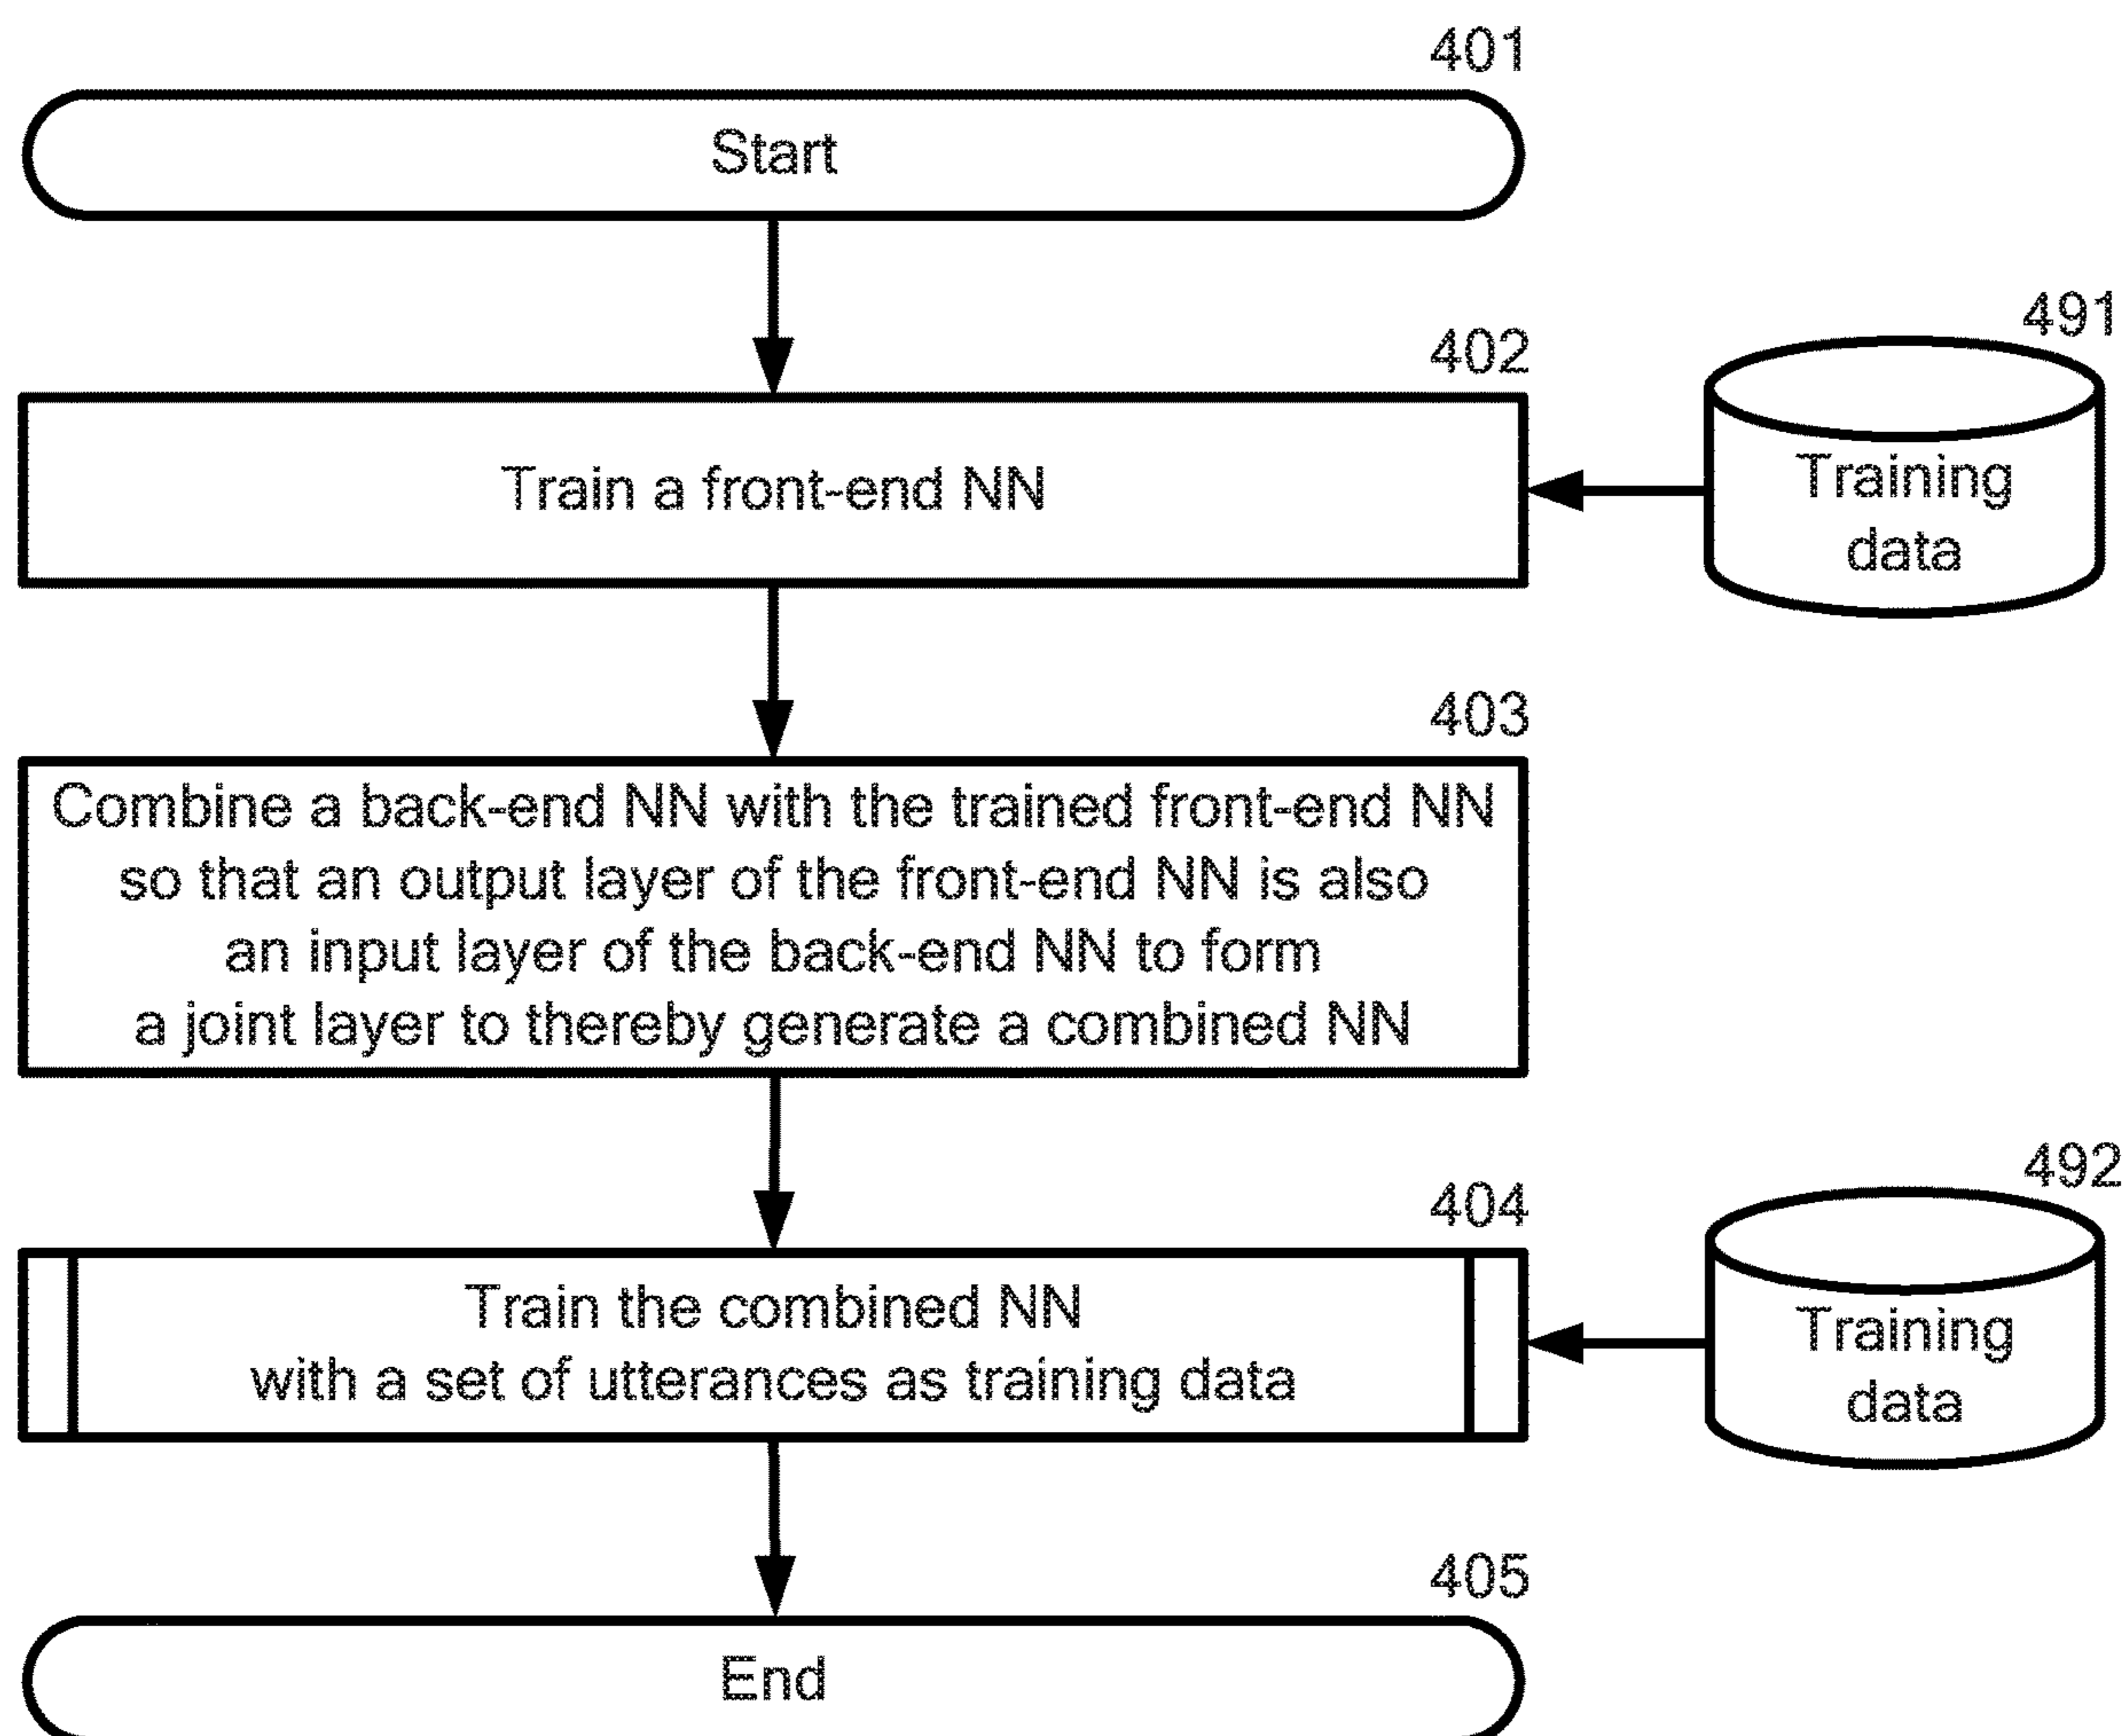 401
Start
402
Train a front-end NN
491
Training
data
403
Combine a back-end NN with the trained front-end NN
so that an output layer of the front-end NN is also
an input layer of the back-end NN to form
a joint layer to thereby generate a combined NN
404
Train the combined NN
with a set of utterances as training data
492
Training
data
405
End